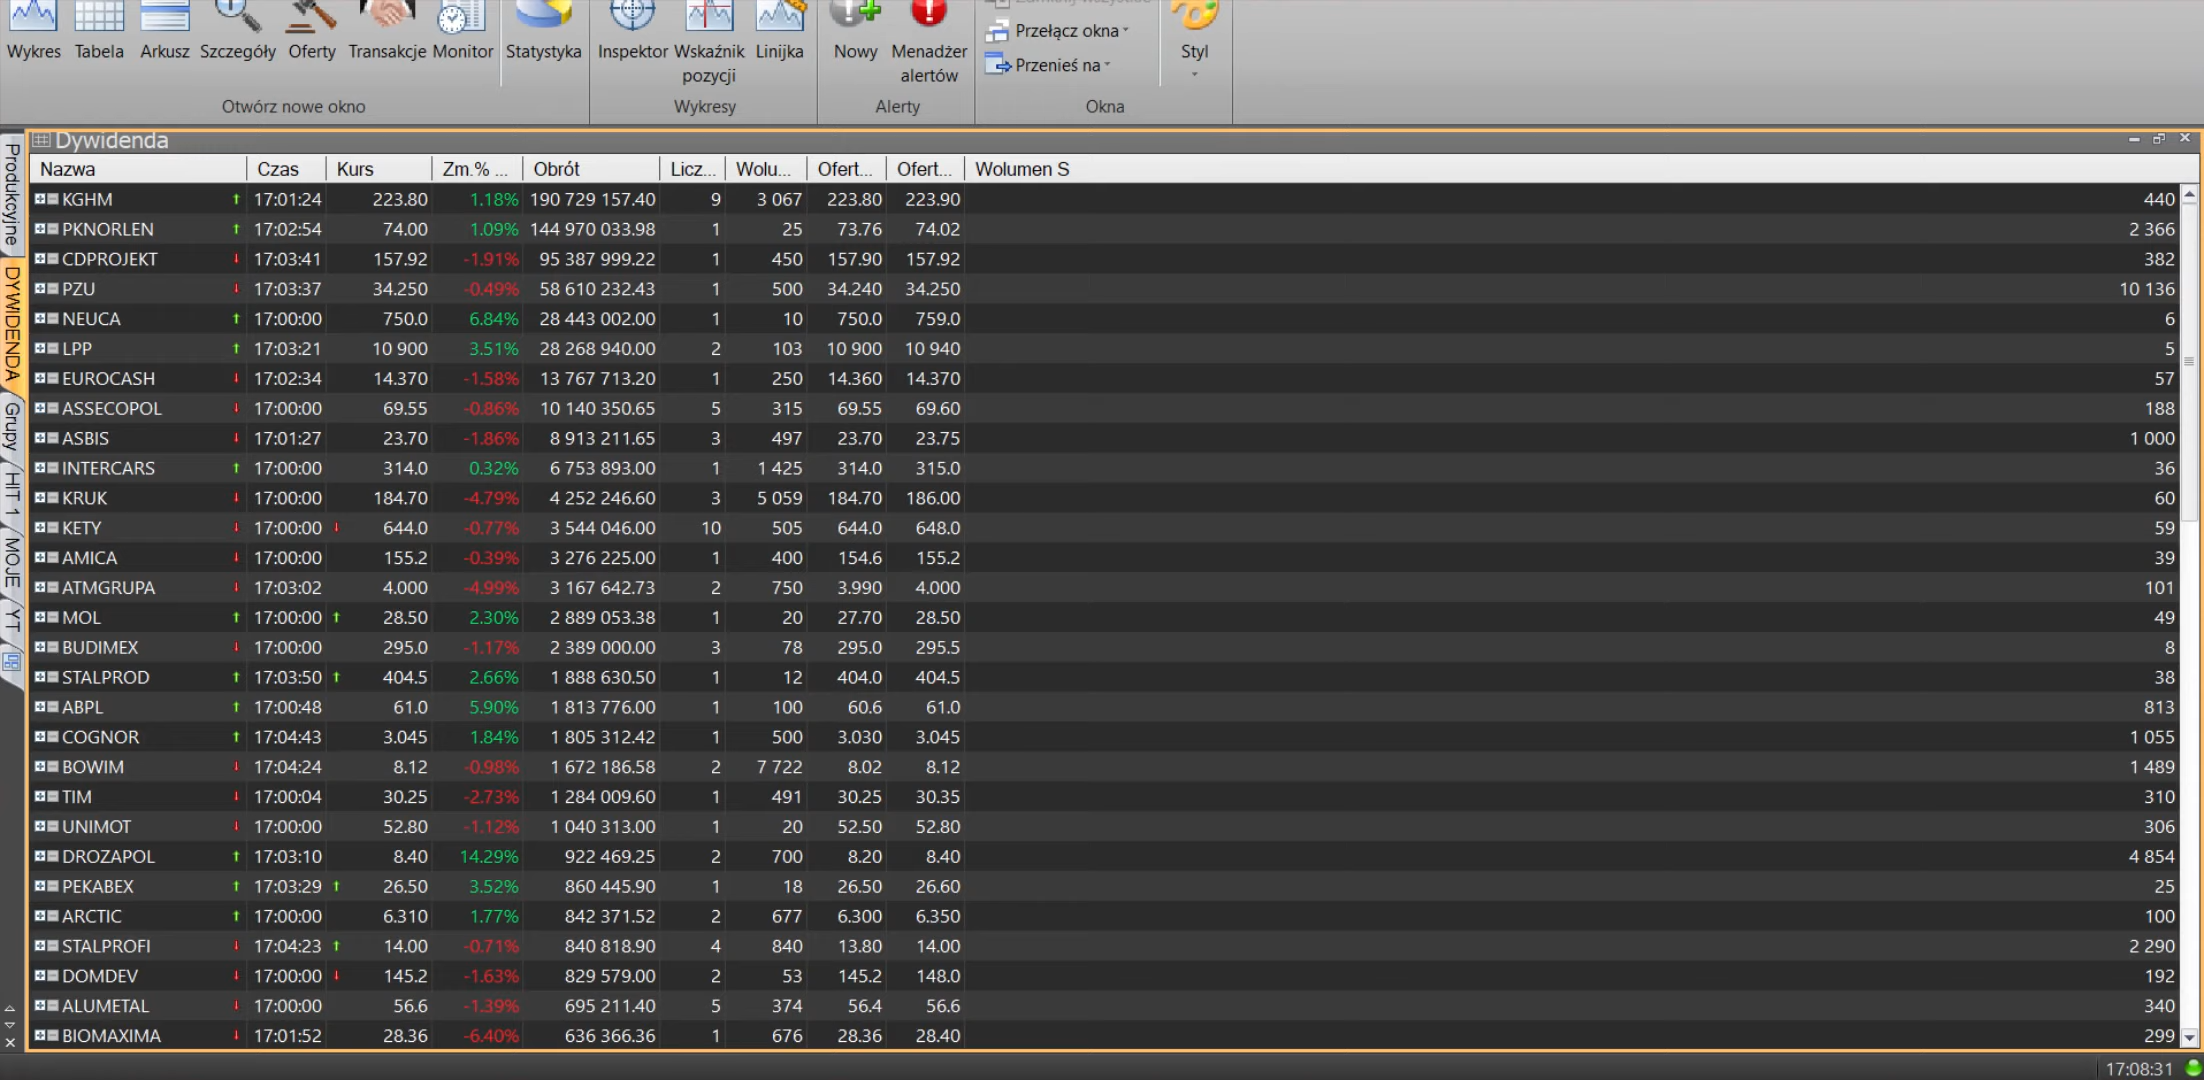 Wykres Tabela Arkusz Szczegóły Oferty Transakcje Monitor Statystyka
Otwórz nowe okno
Inspektor Wskaźnik pozycji Linijka
Wykresy
Nowy Menadżer alertów
Alerty
Przełącz okna
Przenieś na
Okna
Styl
Produkcyjne
DYWIDENDA
Grupy
HIT 1
MOJE
YT
Dywidenda
Nazwa Czas Kurs Zm.% ... Obrót Licz... Wolu... Ofert... Ofert... Wolumen S
KGHM 17:01:24 223.80 1.18% 190 729 157.40 9 3 067 223.80 223.90 440
PKNORLEN 17:02:54 74.00 1.09% 144 970 033.98 1 25 73.76 74.02 2 366
CDPROJEKT 17:03:41 157.92 -1.91% 95 387 999.22 1 450 157.90 157.92 382
PZU 17:03:37 34.250 -0.49% 58 610 232.43 1 500 34.240 34.250 10 136
NEUCA 17:00:00 750.0 6.84% 28 443 002.00 1 10 750.0 759.0 6
LPP 17:03:21 10 900 3.51% 28 268 940.00 2 103 10 900 10 940 5
EUROCASH 17:02:34 14.370 -1.58% 13 767 713.20 1 250 14.360 14.370 57
ASSECOPOL 17:00:00 69.55 -0.86% 10 140 350.65 5 315 69.55 69.60 188
ASBIS 17:01:27 23.70 -1.86% 8 913 211.65 3 497 23.70 23.75 1 000
INTERCARS 17:00:00 314.0 0.32% 6 753 893.00 1 1 425 314.0 315.0 36
KRUK 17:00:00 184.70 -4.79% 4 252 246.60 3 5 059 184.70 186.00 60
KETY 17:00:00 644.0 -0.77% 3 544 046.00 10 505 644.0 648.0 59
AMICA 17:00:00 155.2 -0.39% 3 276 225.00 1 400 154.6 155.2 39
ATMGRUPA 17:03:02 4.000 -4.99% 3 167 642.73 2 750 3.990 4.000 101
MOL 17:00:00 28.50 2.30% 2 889 053.38 1 20 27.70 28.50 49
BUDIMEX 17:00:00 295.0 -1.17% 2 389 000.00 3 78 295.0 295.5 8
STALPROD 17:03:50 404.5 2.66% 1 888 630.50 1 12 404.0 404.5 38
ABPL 17:00:48 61.0 5.90% 1 813 776.00 1 100 60.6 61.0 813
COGNOR 17:04:43 3.045 1.84% 1 805 312.42 1 500 3.030 3.045 1 055
BOWIM 17:04:24 8.12 -0.98% 1 672 186.58 2 7 722 8.02 8.12 1 489
TIM 17:00:04 30.25 -2.73% 1 284 009.60 1 491 30.25 30.35 310
UNIMOT 17:00:00 52.80 -1.12% 1 040 313.00 1 20 52.50 52.80 306
DROZAPOL 17:03:10 8.40 14.29% 922 469.25 2 700 8.20 8.40 4 854
PEKABEX 17:03:29 26.50 3.52% 860 445.90 1 18 26.50 26.60 25
ARCTIC 17:00:00 6.310 1.77% 842 371.52 2 677 6.300 6.350 100
STALPROFI 17:04:23 14.00 -0.71% 840 818.90 4 840 13.80 14.00 2 290
DOMDEV 17:00:00 145.2 -1.63% 829 579.00 2 53 145.2 148.0 192
ALUMETAL 17:00:00 56.6 -1.39% 695 211.40 5 374 56.4 56.6 340
BIOMAXIMA 17:01:52 28.36 -6.40% 636 366.36 1 676 28.36 28.40 299
17:08:31